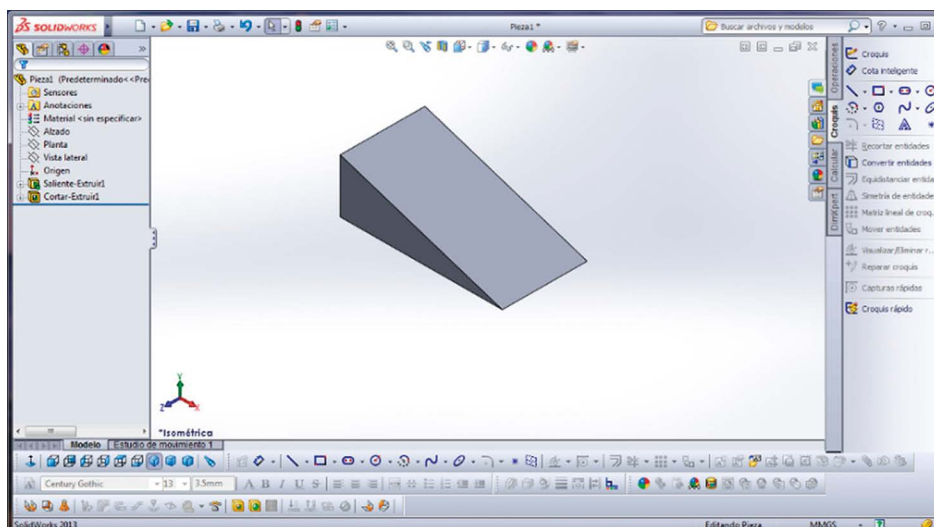 SOLIDWORKS
Pieza1 *
Buscar archivos y modelos
Pieza1 (Predeterminado<<Pre
Sensores
Anotaciones
Material <sin especificar>
Alzado
Planta
Vista lateral
Origen
Saliente-Extruir1
Cortar-Extruir1
Y
Z
X
*Isométrica
Operaciones
Croquis
Calcular
DimXpert
Croquis
Cota inteligente
Recortar entidades
Convertir entidades
Equidistanciar entida
Simetría de entidade
Matriz lineal de croq.
Mover entidades
Visualizar/Eliminar r...
Reparar croquis
Capturas rápidas
Croquis rápido
Modelo
Estudio de movimiento 1
Century Gothic
13
3.5mm
A B I U S
SolidWorks 2013
Editando Pieza
MMGS